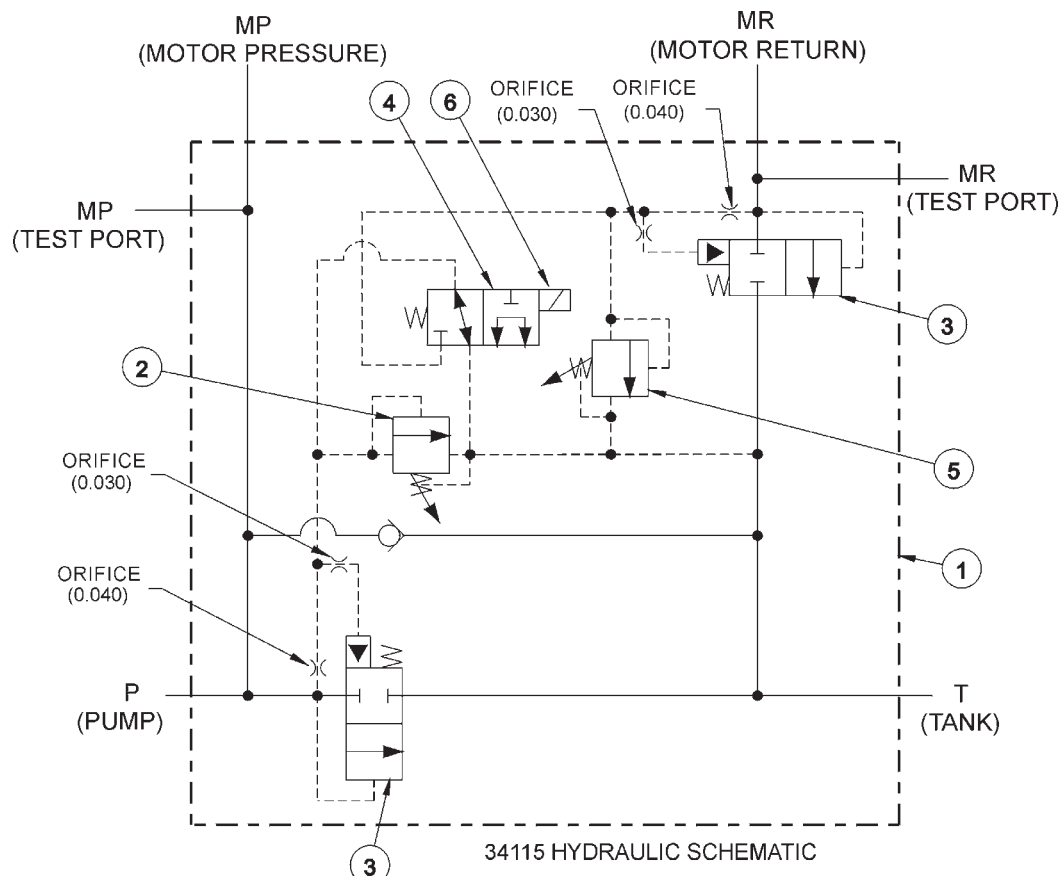 MP
(MOTOR PRESSURE)
MR
(MOTOR RETURN)
4
6
ORIFICE
(0.030)
ORIFICE
(0.040)
MP
(TEST PORT)
MR
(TEST PORT)
3
2
5
ORIFICE
(0.030)
ORIFICE
(0.040)
1
P
(PUMP)
T
(TANK)
3
34115 HYDRAULIC SCHEMATIC